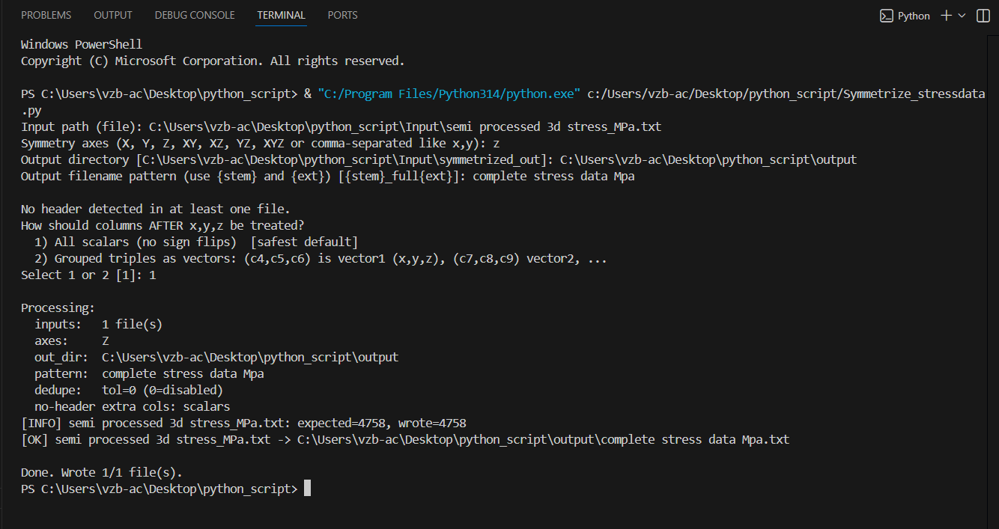 PROBLEMS OUTPUT DEBUG CONSOLE TERMINAL PORTS Python
Windows PowerShell
Copyright (C) Microsoft Corporation. All rights reserved.
PS C:\Users\vzb-ac\Desktop\python_script> & "C:/Program Files/Python314/python.exe" c:/Users/vzb-ac/Desktop/python_script/Symmetrize_stressdata
.py
Input path (file): C:\Users\vzb-ac\Desktop\python_script\Input\semi processed 3d stress_MPa.txt
Symmetry axes (X, Y, Z, XY, XZ, YZ, XYZ or comma-separated like x,y): z
Output directory [C:\Users\vzb-ac\Desktop\python_script\Input\symmetrized_out]: C:\Users\vzb-ac\Desktop\python_script\output
Output filename pattern (use {stem} and {ext}) [{stem}_full{ext}]: complete stress data Mpa
No header detected in at least one file.
How should columns AFTER x,y,z be treated?
1) All scalars (no sign flips) [safest default]
2) Grouped triples as vectors: (c4,c5,c6) is vector1 (x,y,z), (c7,c8,c9) vector2, ...
Select 1 or 2 [1]: 1
Processing:
inputs: 1 file(s)
axes: Z
out_dir: C:\Users\vzb-ac\Desktop\python_script\output
pattern: complete stress data Mpa
dedupe: tol=0 (0=disabled)
no-header extra cols: scalars
[INFO] semi processed 3d stress_MPa.txt: expected=4758, wrote=4758
[OK] semi processed 3d stress_MPa.txt -> C:\Users\vzb-ac\Desktop\python_script\output\complete stress data Mpa.txt
Done. Wrote 1/1 file(s).
PS C:\Users\vzb-ac\Desktop\python_script>